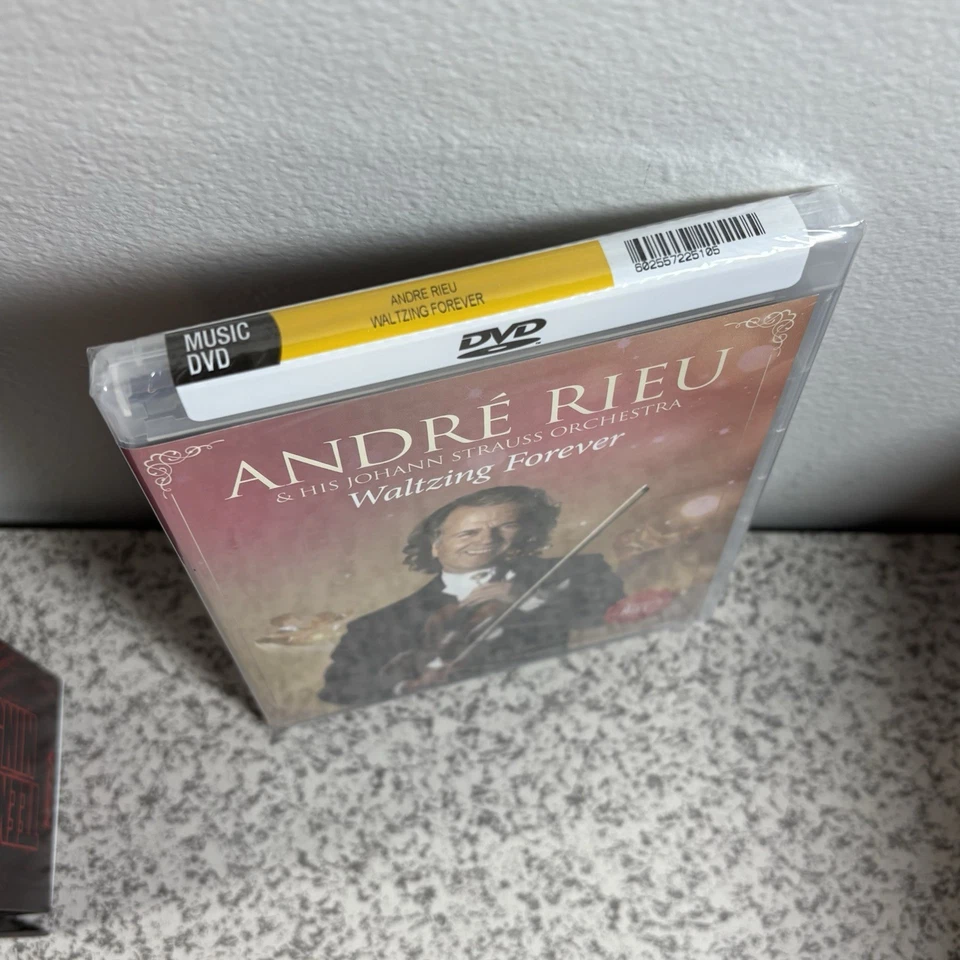 MUSIC
DVD
ANDRE RIEU
WALTZING FOREVER
602557225105
DVD
ANDRÉ RIEU
& HIS JOHANN STRAUSS ORCHESTRA
Waltzing Forever